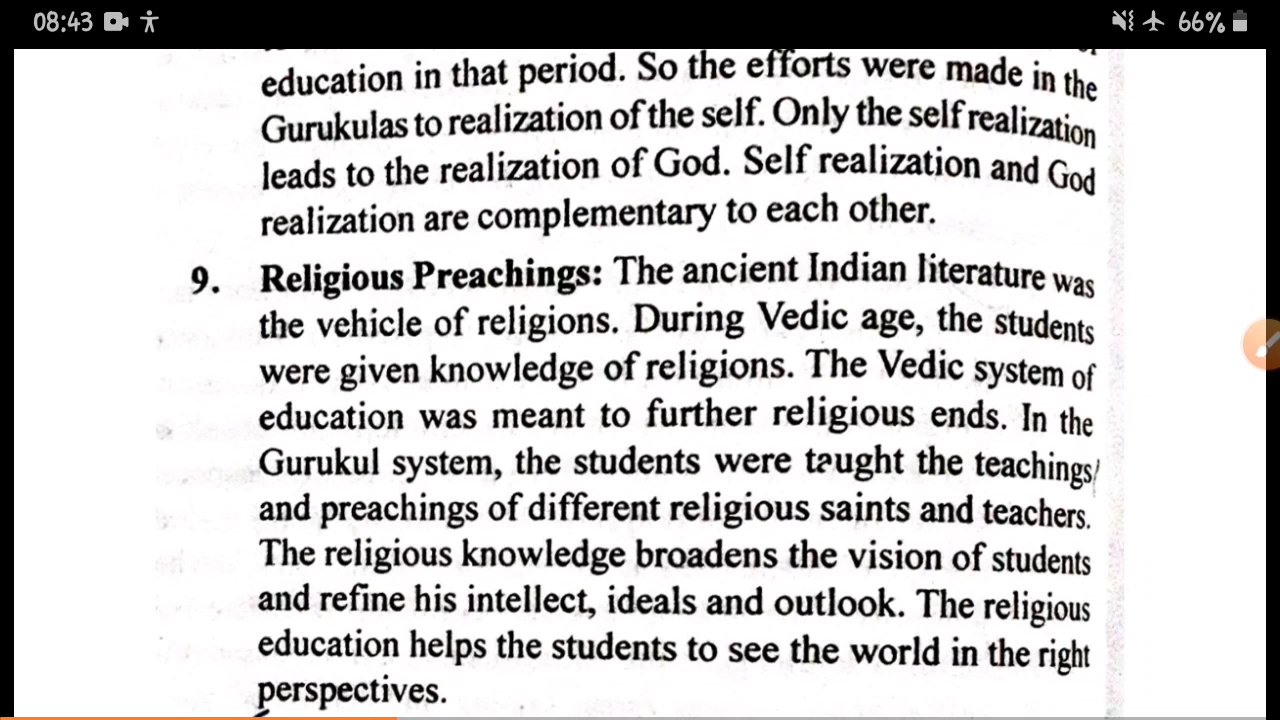 08:43 66%
education in that period. So the efforts were made in the
Gurukulas to realization of the self. Only the self realization
leads to the realization of God. Self realization and God
realization are complementary to each other.
9. Religious Preachings: The ancient Indian literature was
the vehicle of religions. During Vedic age, the students
were given knowledge of religions. The Vedic system of
education was meant to further religious ends. In the
Gurukul system, the students were taught the teachings
and preachings of different religious saints and teachers.
The religious knowledge broadens the vision of students
and refine his intellect, ideals and outlook. The religious
education helps the students to see the world in the right
perspectives.